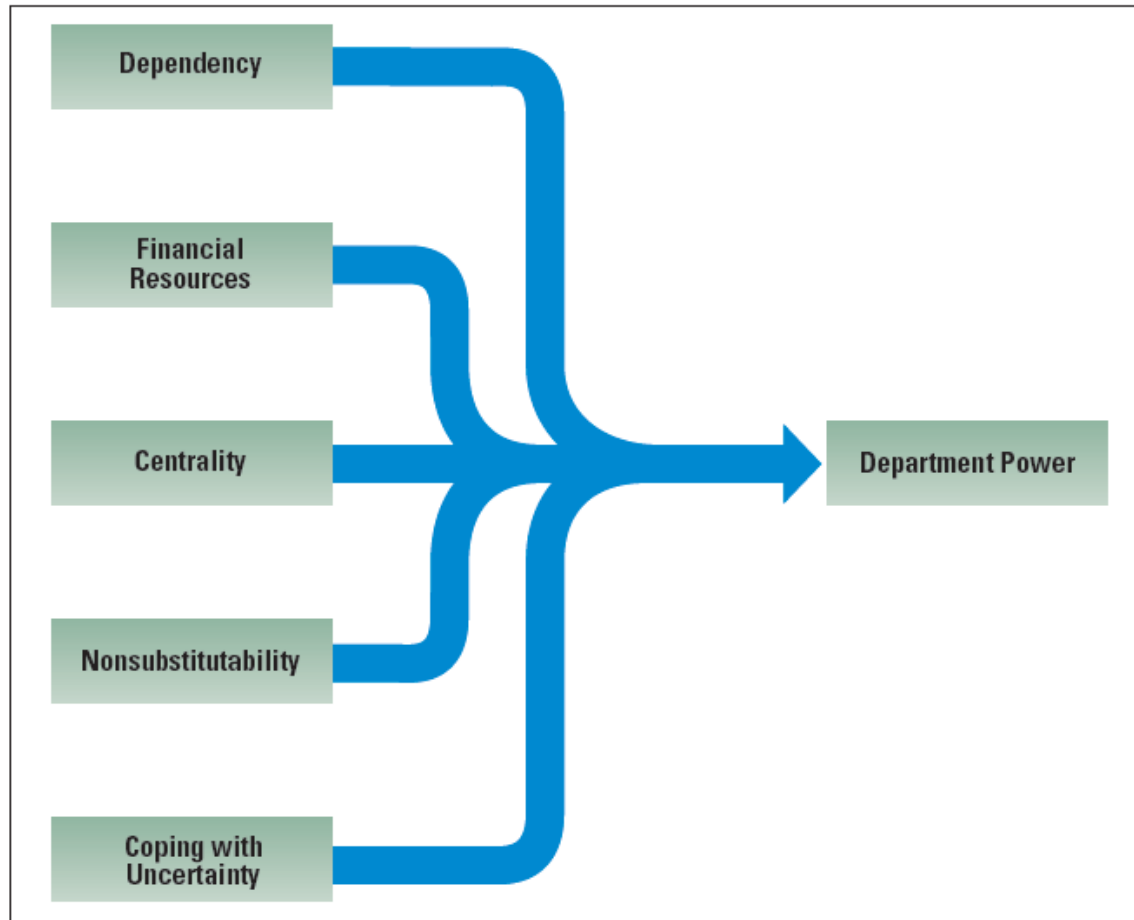 Dependency
Financial
Resources
Centrality
Department Power
Nonsubstitutability
Coping with
Uncertainty